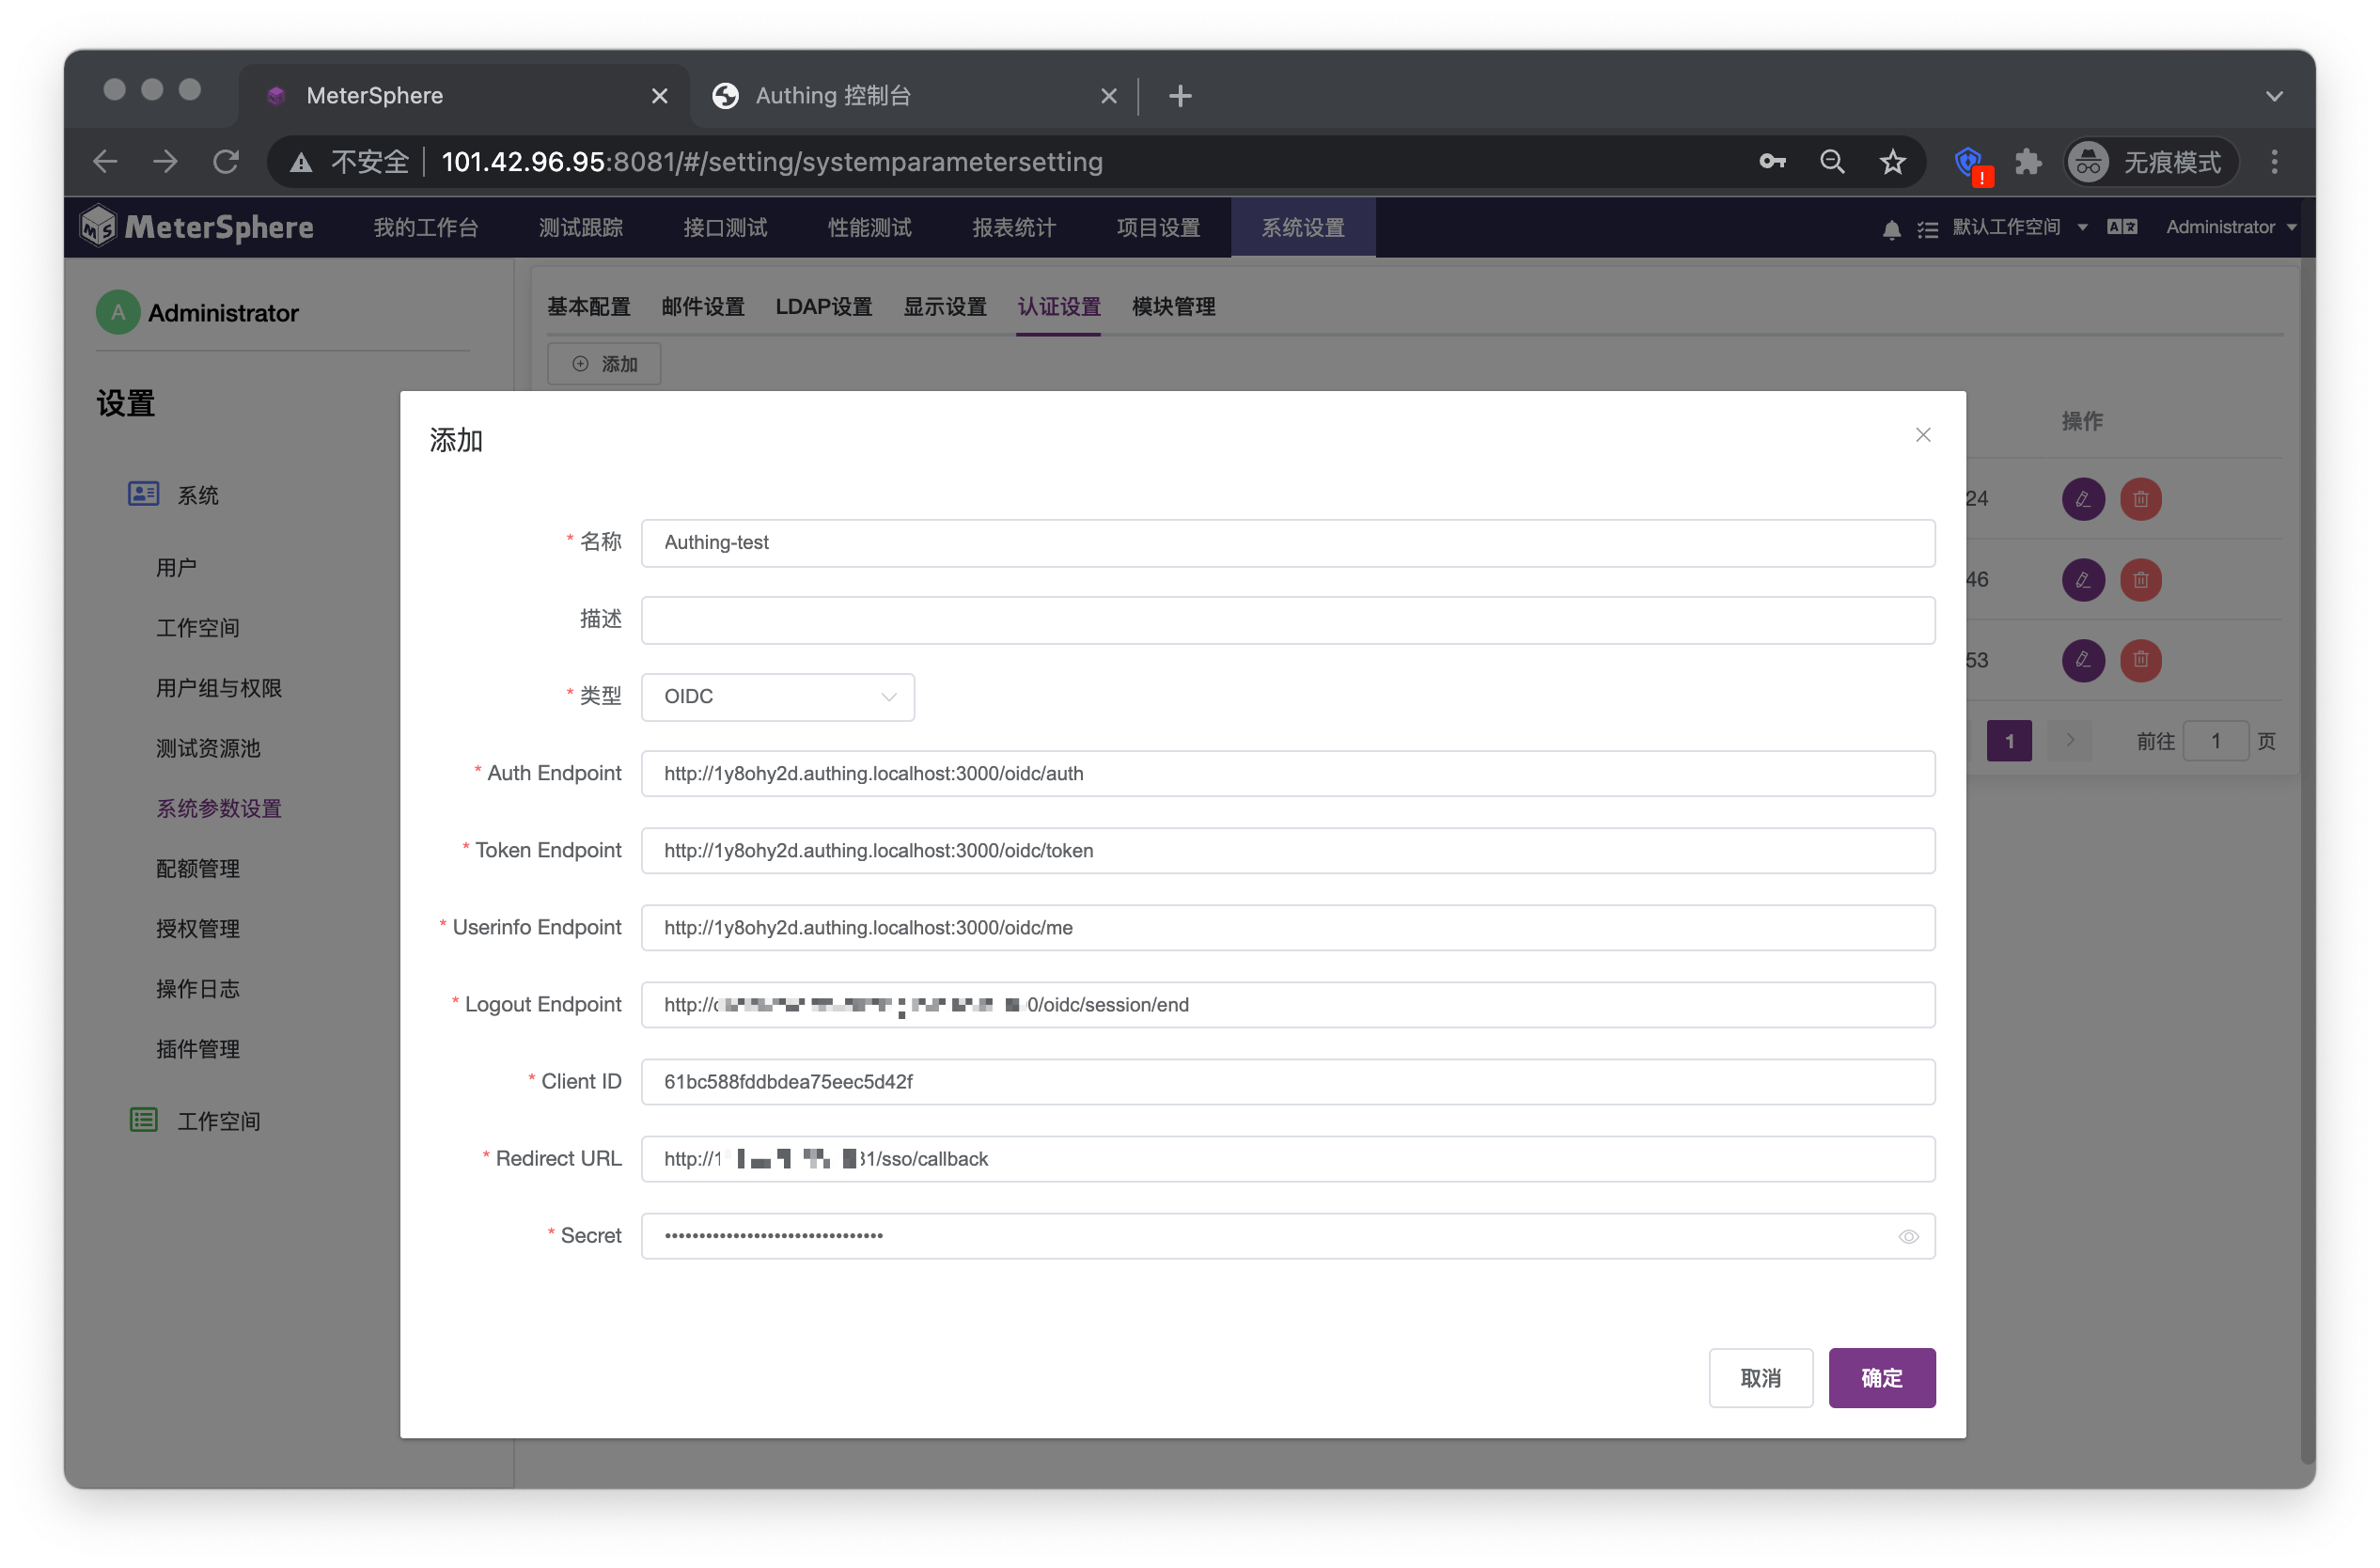 MeterSphere
Authing 控制台
不安全 101.42.96.95:8081/#/setting/systemparametersetting
无痕模式
MeterSphere 我的工作台 测试跟踪 接口测试 性能测试 报表统计 项目设置 系统设置 默认工作空间 Administrator
A Administrator
设置
系统
用户
工作空间
用户组与权限
测试资源池
系统参数设置
配额管理
授权管理
操作日志
插件管理
工作空间
基本配置 邮件设置 LDAP设置 显示设置 认证设置 模块管理
添加
操作
24
46
53
1 前往 1 页
添加
* 名称 Authing-test
描述
* 类型 OIDC
* Auth Endpoint http://1y8ohy2d.authing.localhost:3000/oidc/auth
* Token Endpoint http://1y8ohy2d.authing.localhost:3000/oidc/token
* Userinfo Endpoint http://1y8ohy2d.authing.localhost:3000/oidc/me
* Logout Endpoint http:// 0/oidc/session/end
* Client ID 61bc588fddbdea75eec5d42f
* Redirect URL http://1 31/sso/callback
* Secret ••••••••••••••••••••••••••••••••
取消 确定